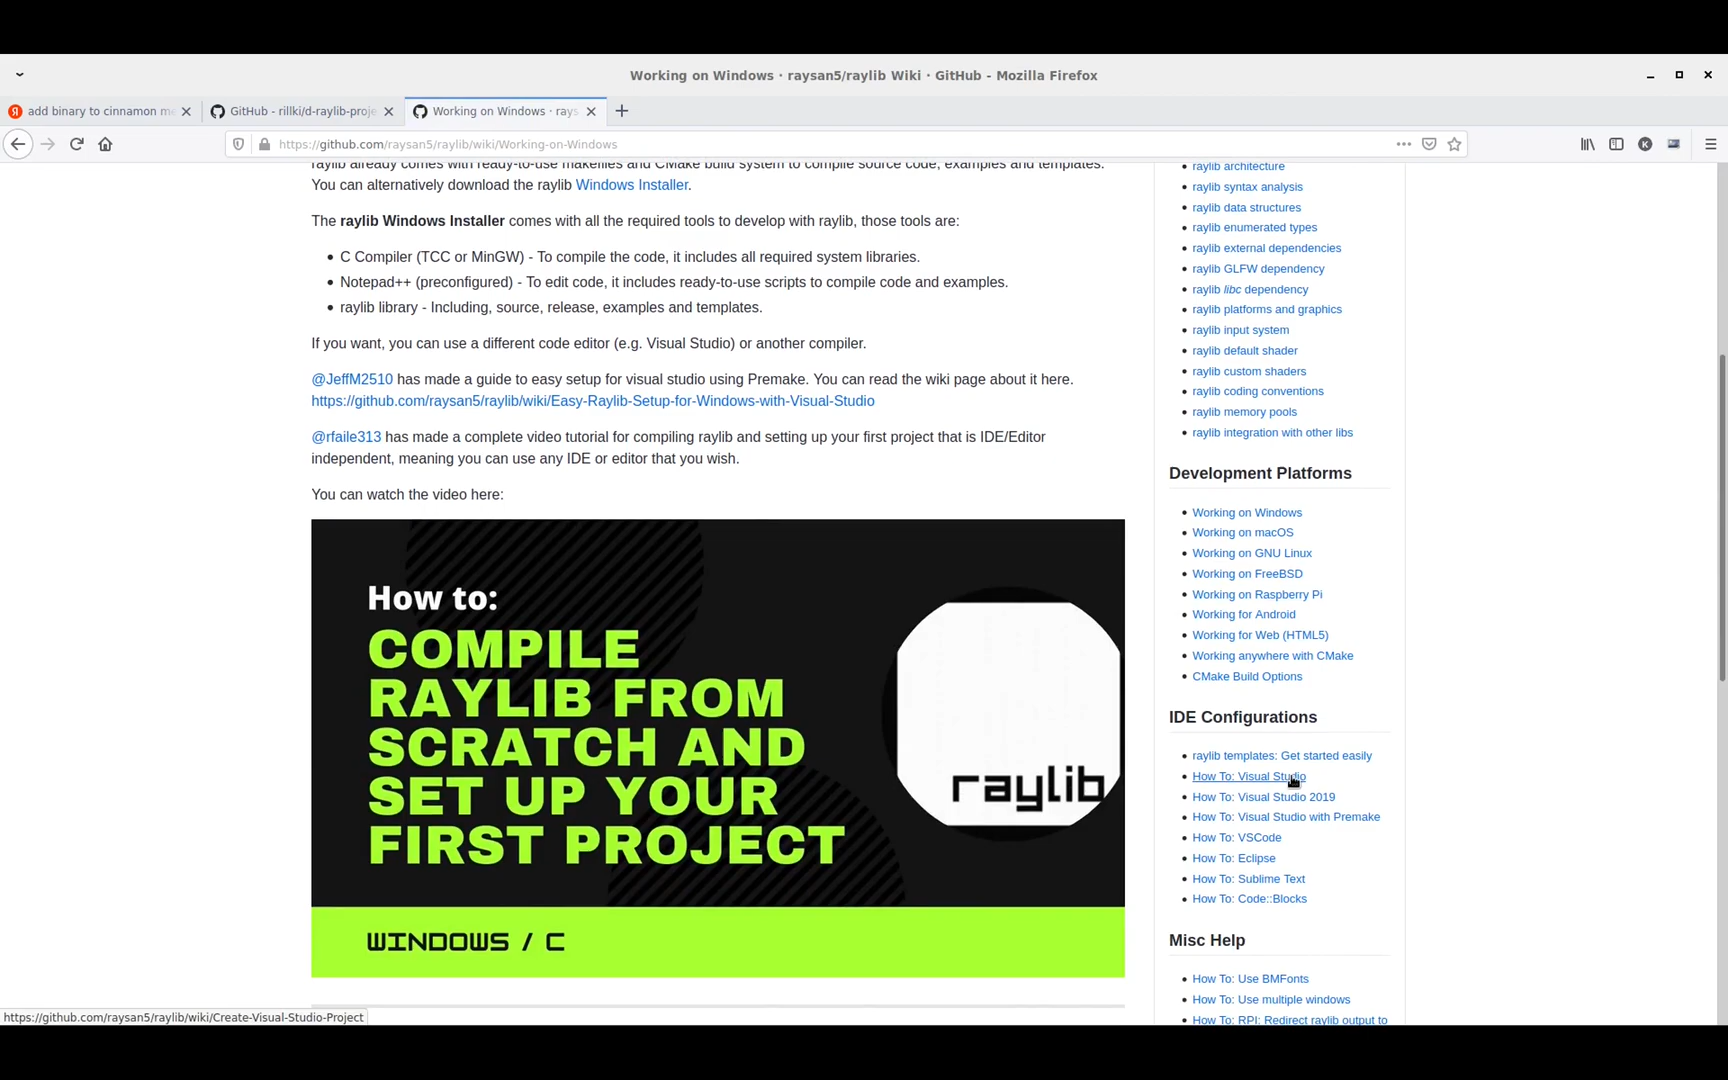 Working on Windows · raysan5/raylib Wiki · GitHub - Mozilla Firefox
add binary to cinnamon me
GitHub - rillki/d-raylib-proje
Working on Windows · rays
https://github.com/raysan5/raylib/wiki/Working-on-Windows
raylib already comes with ready-to-use makefiles and CMake build system to compile source code, examples and templates.
You can alternatively download the raylib Windows Installer.
The raylib Windows Installer comes with all the required tools to develop with raylib, those tools are:
• C Compiler (TCC or MinGW) - To compile the code, it includes all required system libraries.
• Notepad++ (preconfigured) - To edit code, it includes ready-to-use scripts to compile code and examples.
• raylib library - Including, source, release, examples and templates.
If you want, you can use a different code editor (e.g. Visual Studio) or another compiler.
@JeffM2510 has made a guide to easy setup for visual studio using Premake. You can read the wiki page about it here.
https://github.com/raysan5/raylib/wiki/Easy-Raylib-Setup-for-Windows-with-Visual-Studio
@rfaile313 has made a complete video tutorial for compiling raylib and setting up your first project that is IDE/Editor
independent, meaning you can use any IDE or editor that you wish.
You can watch the video here:
How to:
COMPILE
RAYLIB FROM
SCRATCH AND
SET UP YOUR
FIRST PROJECT
raylib
WINDOWS / C
• raylib architecture
• raylib syntax analysis
• raylib data structures
• raylib enumerated types
• raylib external dependencies
• raylib GLFW dependency
• raylib libc dependency
• raylib platforms and graphics
• raylib input system
• raylib default shader
• raylib custom shaders
• raylib coding conventions
• raylib memory pools
• raylib integration with other libs
Development Platforms
• Working on Windows
• Working on macOS
• Working on GNU Linux
• Working on FreeBSD
• Working on Raspberry Pi
• Working for Android
• Working for Web (HTML5)
• Working anywhere with CMake
• CMake Build Options
IDE Configurations
• raylib templates: Get started easily
• How To: Visual Studio
• How To: Visual Studio 2019
• How To: Visual Studio with Premake
• How To: VSCode
• How To: Eclipse
• How To: Sublime Text
• How To: Code::Blocks
Misc Help
• How To: Use BMFonts
• How To: Use multiple windows
• How To: RPI: Redirect raylib output to
https://github.com/raysan5/raylib/wiki/Create-Visual-Studio-Project